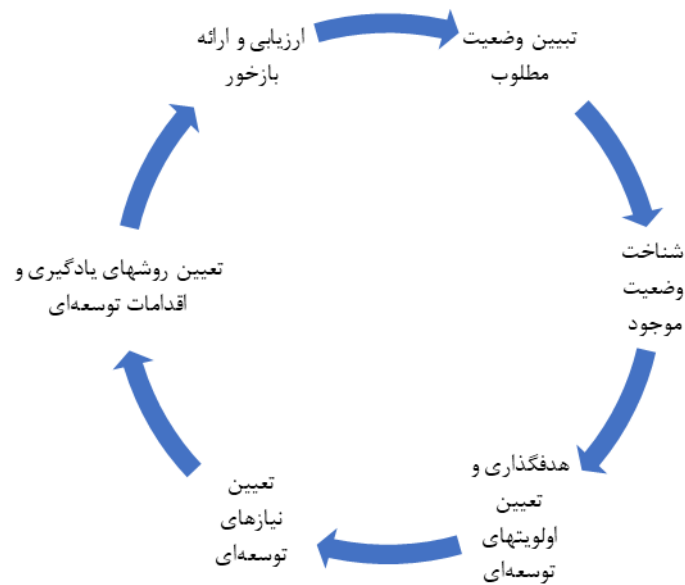 تبیین وضعیت
مطلوب
شناخت
وضعیت
موجود
هدفگذاری و
تعیین
اولویتهای
توسعه‌ای
تعیین
نیازهای
توسعه‌ای
تعیین روشهای یادگیری و
اقدامات توسعه‌ای
ارزیابی و ارائه
بازخور